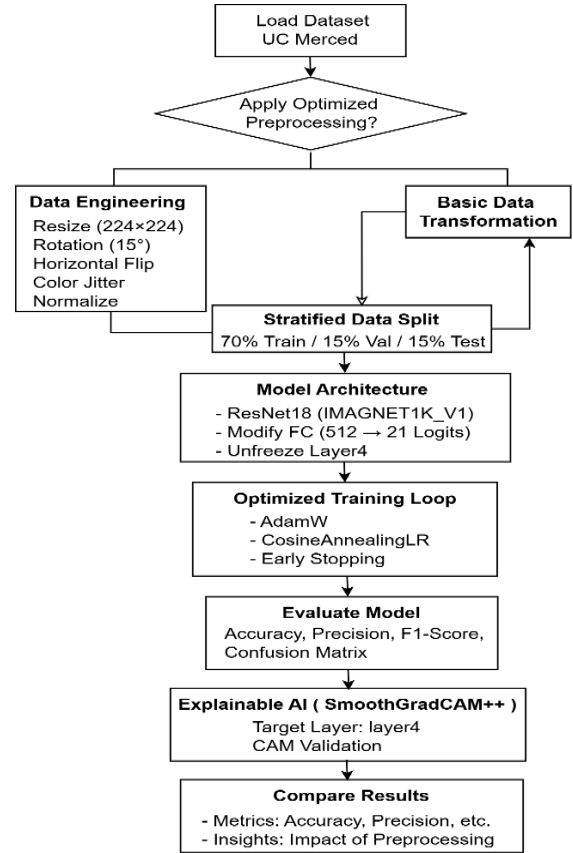 Load Dataset
UC Merced
Apply Optimized
Preprocessing?
Data Engineering
Resize (224×224)
Rotation (15°)
Horizontal Flip
Color Jitter
Normalize
Basic Data
Transformation
Stratified Data Split
70% Train / 15% Val / 15% Test
Model Architecture
- ResNet18 (IMAGNET1K_V1)
- Modify FC (512 → 21 Logits)
- Unfreeze Layer4
Optimized Training Loop
- AdamW
- CosineAnnealingLR
- Early Stopping
Evaluate Model
Accuracy, Precision, F1-Score,
Confusion Matrix
Explainable AI ( SmoothGradCAM++ )
Target Layer: layer4
CAM Validation
Compare Results
- Metrics: Accuracy, Precision, etc.
- Insights: Impact of Preprocessing